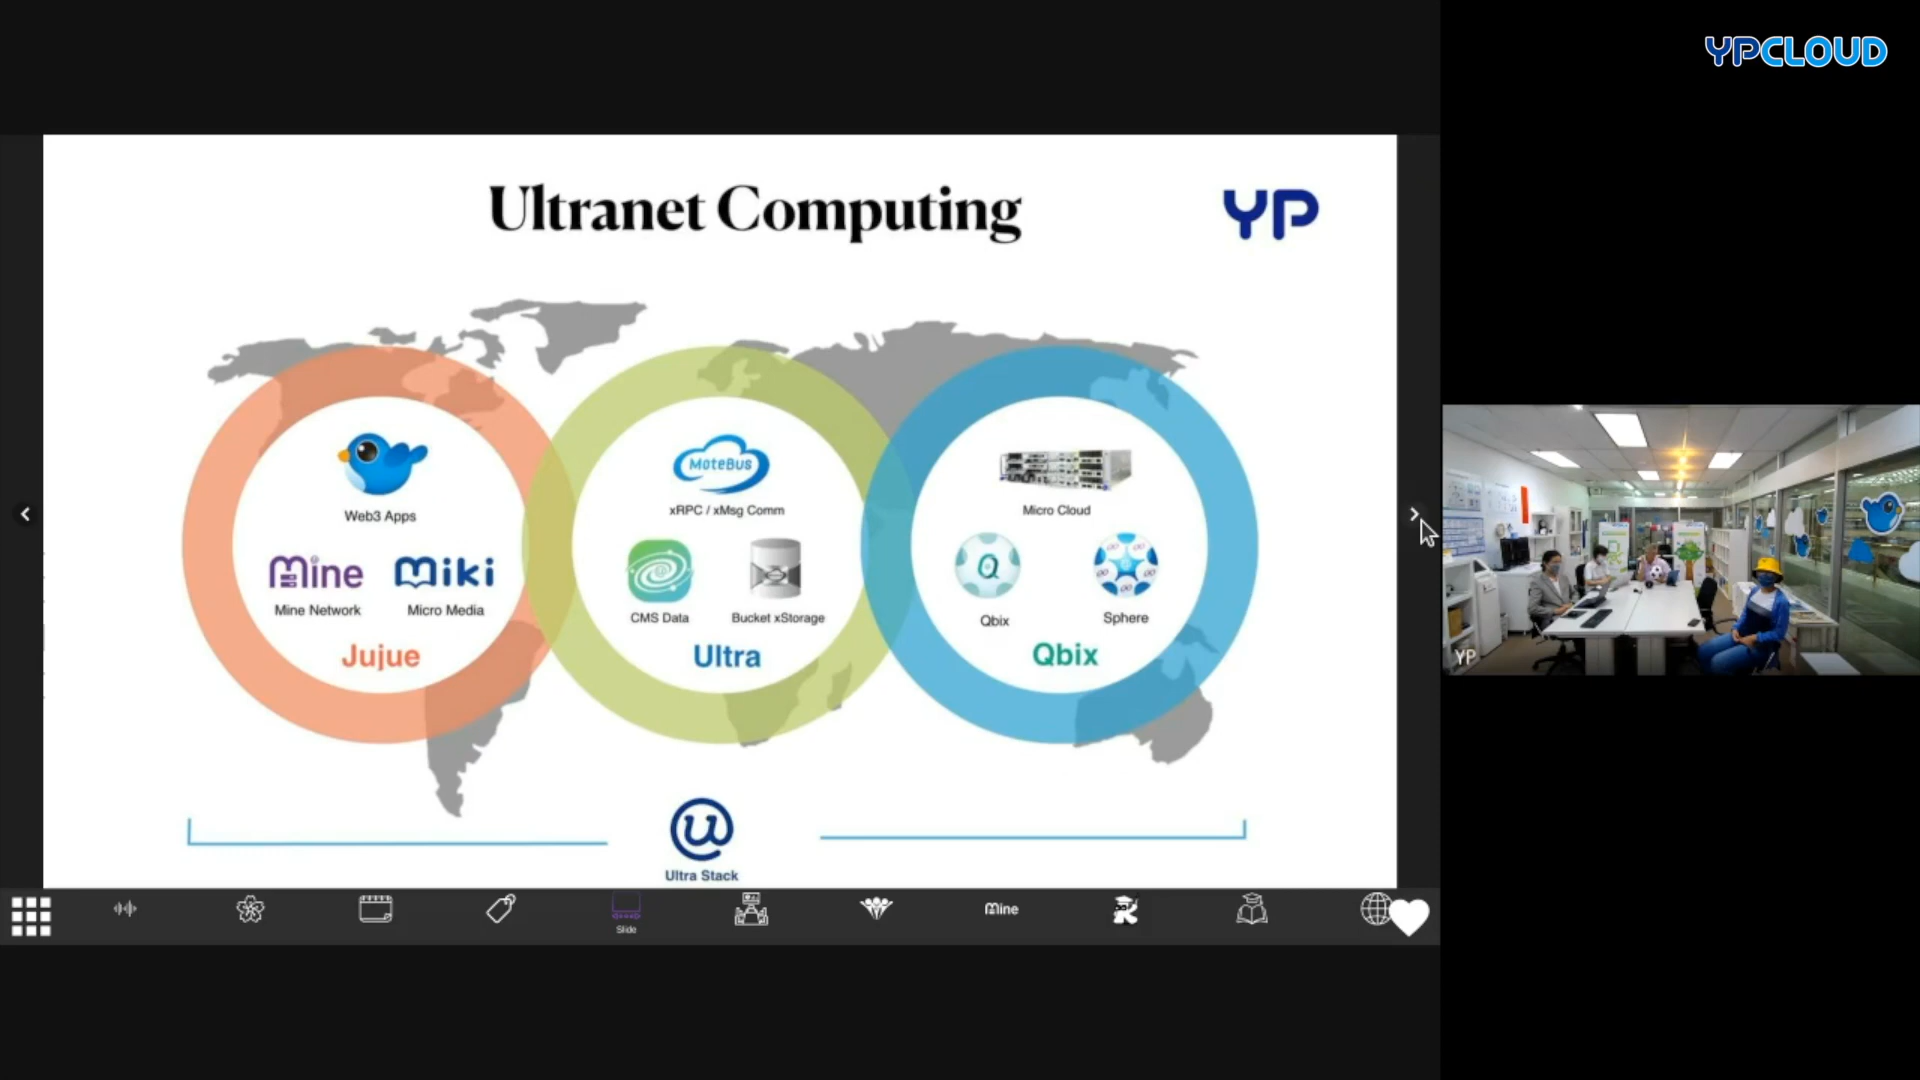 YPCLOUD
Ultranet Computing
YP
Web3 Apps
Mine
Miki
Mine Network
Micro Media
Jujue
MoteBus
xRPC / xMsg Comm
CMS Data
Bucket xStorage
Ultra
Micro Cloud
Q
Qbix
Sphere
Qbix
@u
Ultra Stack
Slide
Mine
YP